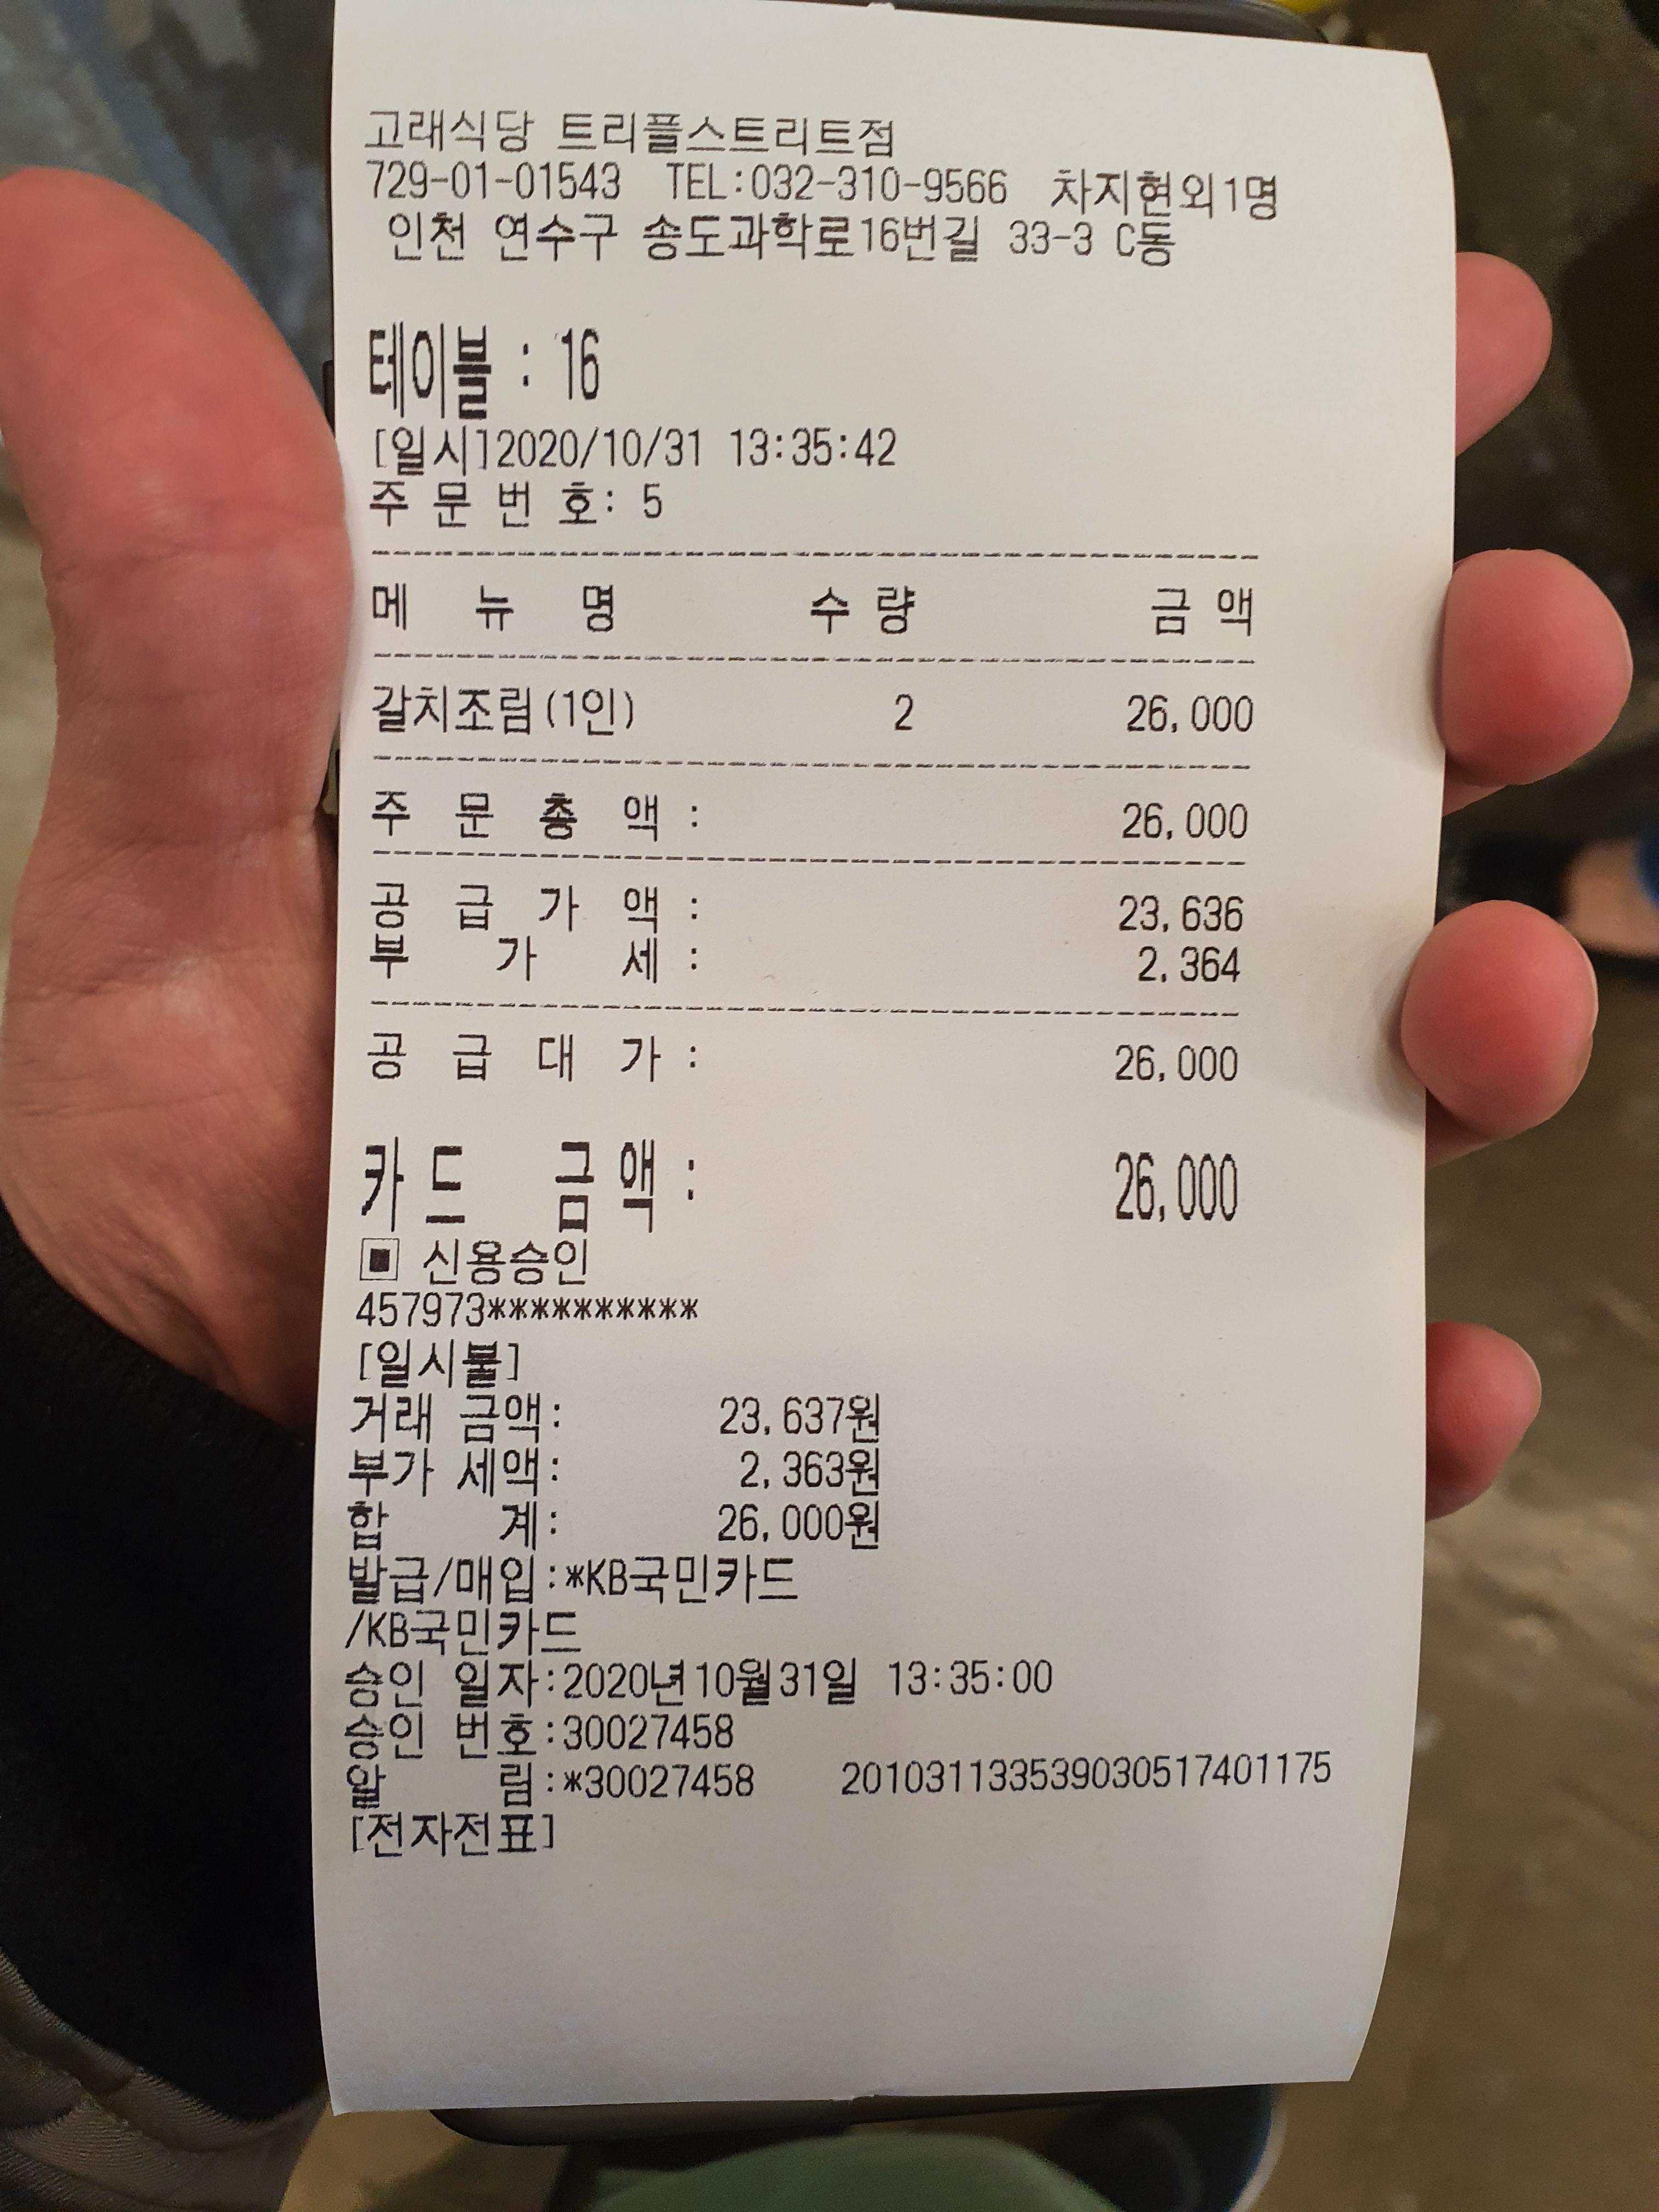 고래식당 트리플스트리트점
729-01-01543 TEL:032-310-9566 차지현외1명
인천 연수구 송도과학로16번길 33-3 C동
테이블 : 16
[일시]2020/10/31 13:35:42
주 문 번 호: 5
메 뉴 명 수 량 금 액
갈치조림(1인) 2 26,000
주 문 총 액 : 26,000
공 급 가 액 : 23,636
부 가 세 : 2,364
공 급 대 가 : 26,000
카드 금액 : 26,000
▣ 신용승인
457973**********
[일시불]
거래 금액: 23,637원
부가 세액: 2,363원
합 계: 26,000원
발급/매입:*KB국민카드
/KB국민카드
승인 일자:2020년10월31일 13:35:00
승인 번호:30027458
알 림:*30027458 201031133539030517401175
[전자전표]